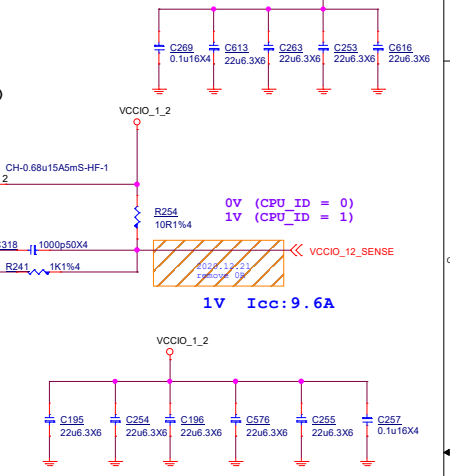 C269 C613 C263 C253 C616
0.1u16X4 22u6.3X6 22u6.3X6 22u6.3X6 22u6.3X6
)
VCCIO_1_2
CH-0.68u15A5mS-HF-1
2
R254
10R1%4
0V (CPU_ID = 0)
1V (CPU_ID = 1)
C318 1000p50X4
VCCIO_12_SENSE
R241 1K1%4
2020.12.21
remove 0R
1V Icc:9.6A
VCCIO_1_2
C195 C254 C196 C576 C255 C257
22u6.3X6 22u6.3X6 22u6.3X6 22u6.3X6 22u6.3X6 0.1u16X4